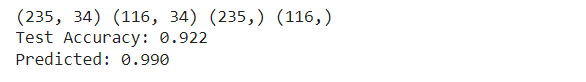 (235, 34) (116, 34) (235,) (116,)
Test Accuracy: 0.922
Predicted: 0.990